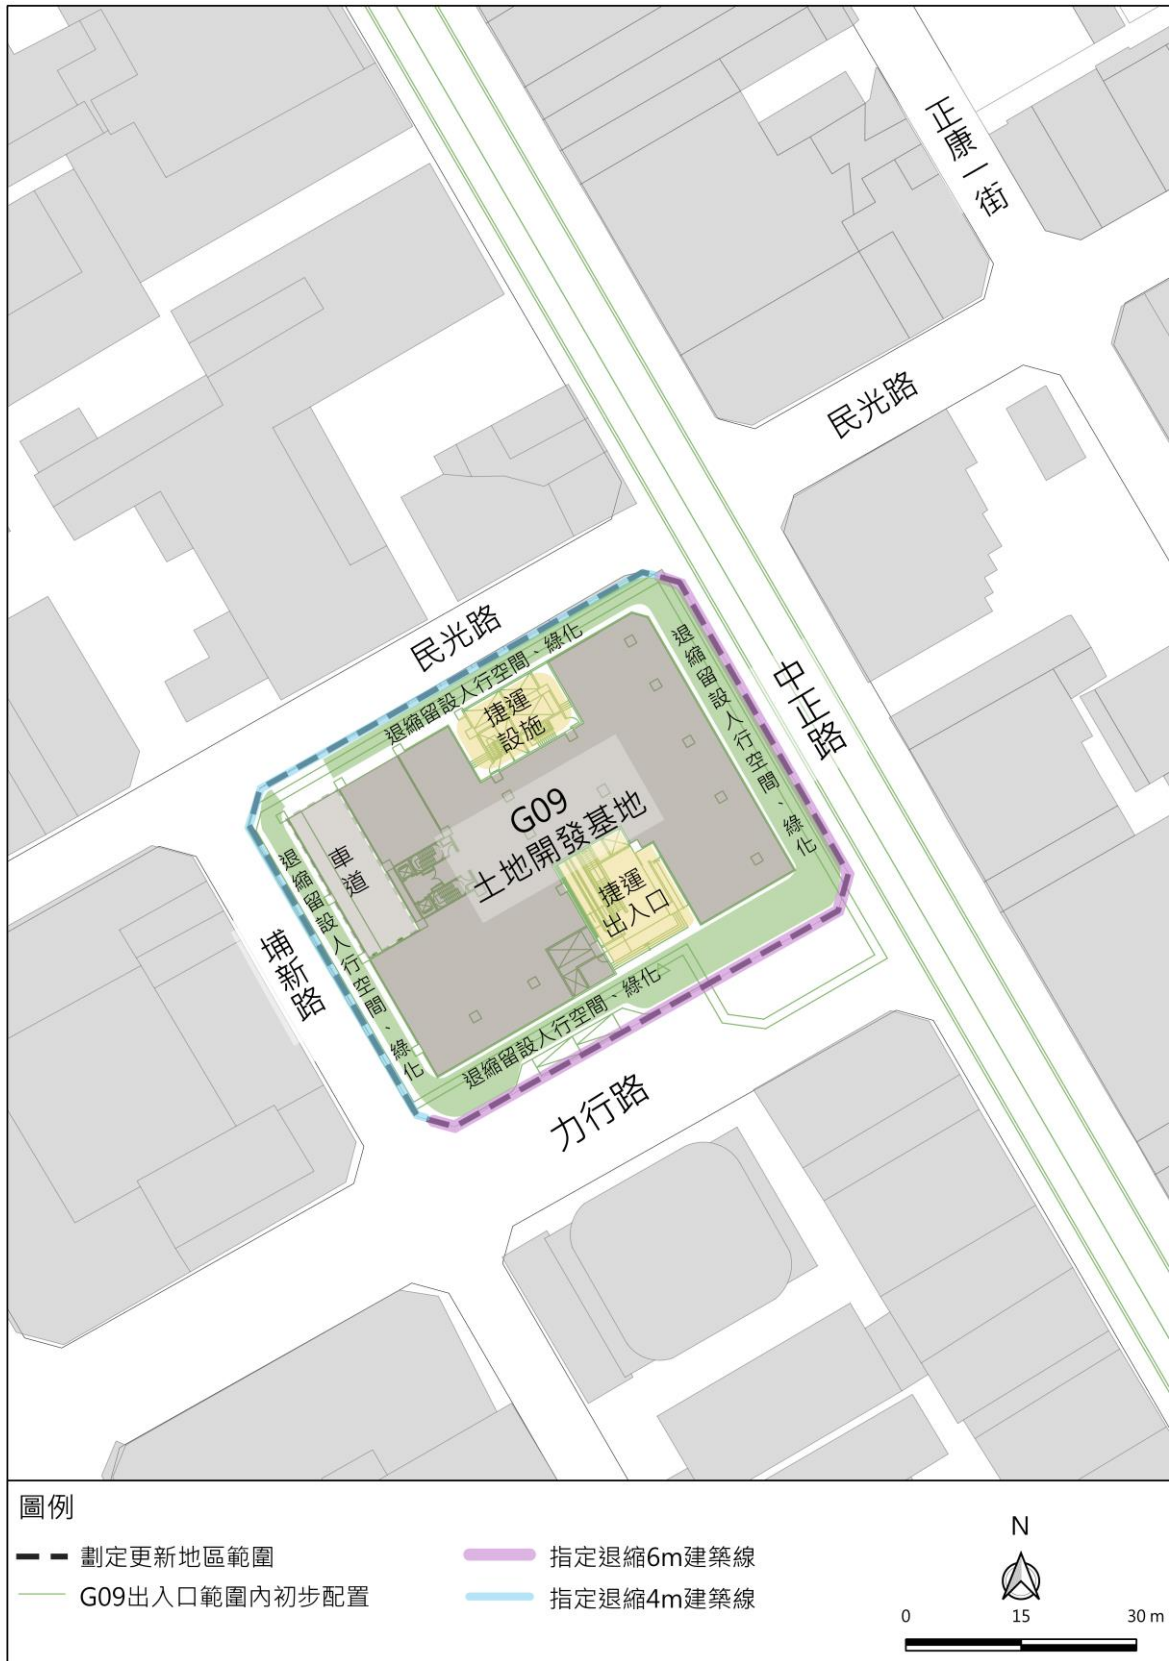 正康一街
民光路
民光路
退縮留設人行空間、綠化
退縮留設人行空間、綠化
中正路
捷運
設施
G09
土地開發基地
車道
捷運
出入口
退縮留設人行空間、綠化
埔新路
退縮留設人行空間、綠化
力行路
圖例
劃定更新地區範圍
指定退縮6m建築線
G09出入口範圍內初步配置
指定退縮4m建築線
N
0 15 30 m